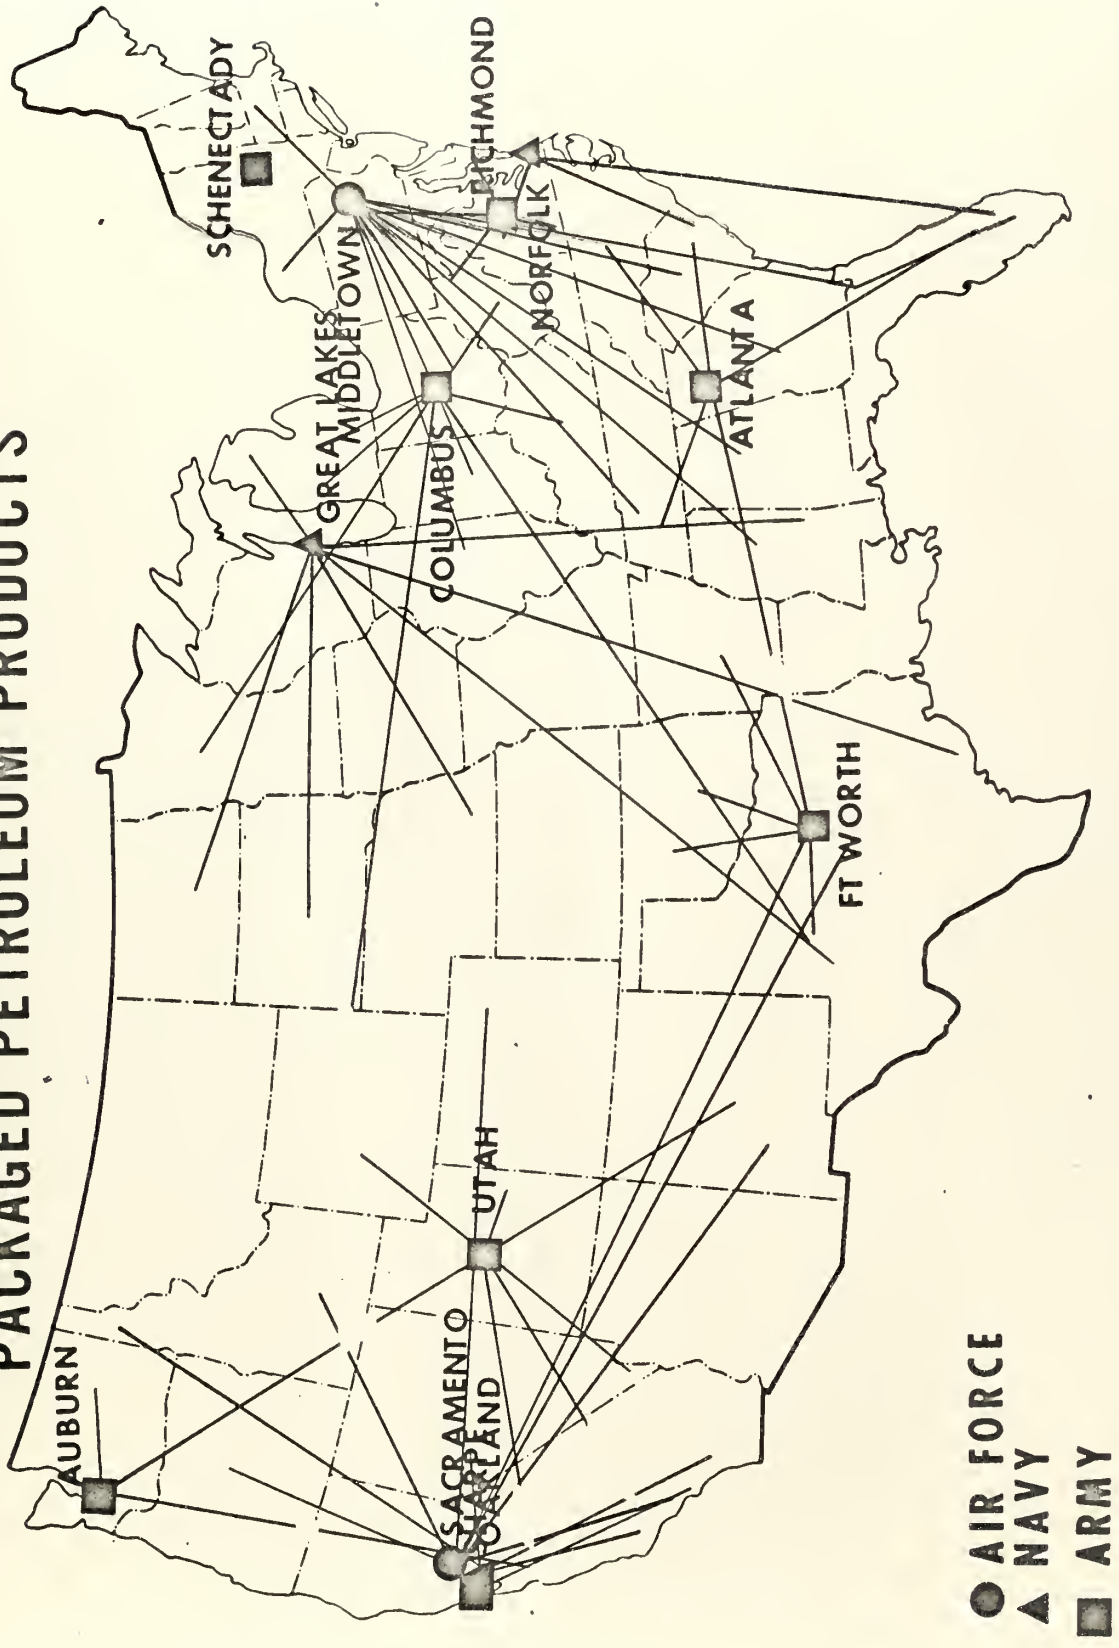 PACKAGED PETROLEUM PRODUCTS
AUBURN
SCHENECTADY
GREAT LAKES
MIDDLETOWN
RICHMOND
NORFOLK
COLUMBUS
UTAH
SACRAMENTO
SHARPE
OAKLAND
ATLANTA
FT WORTH
AIR FORCE
NAVY
ARMY